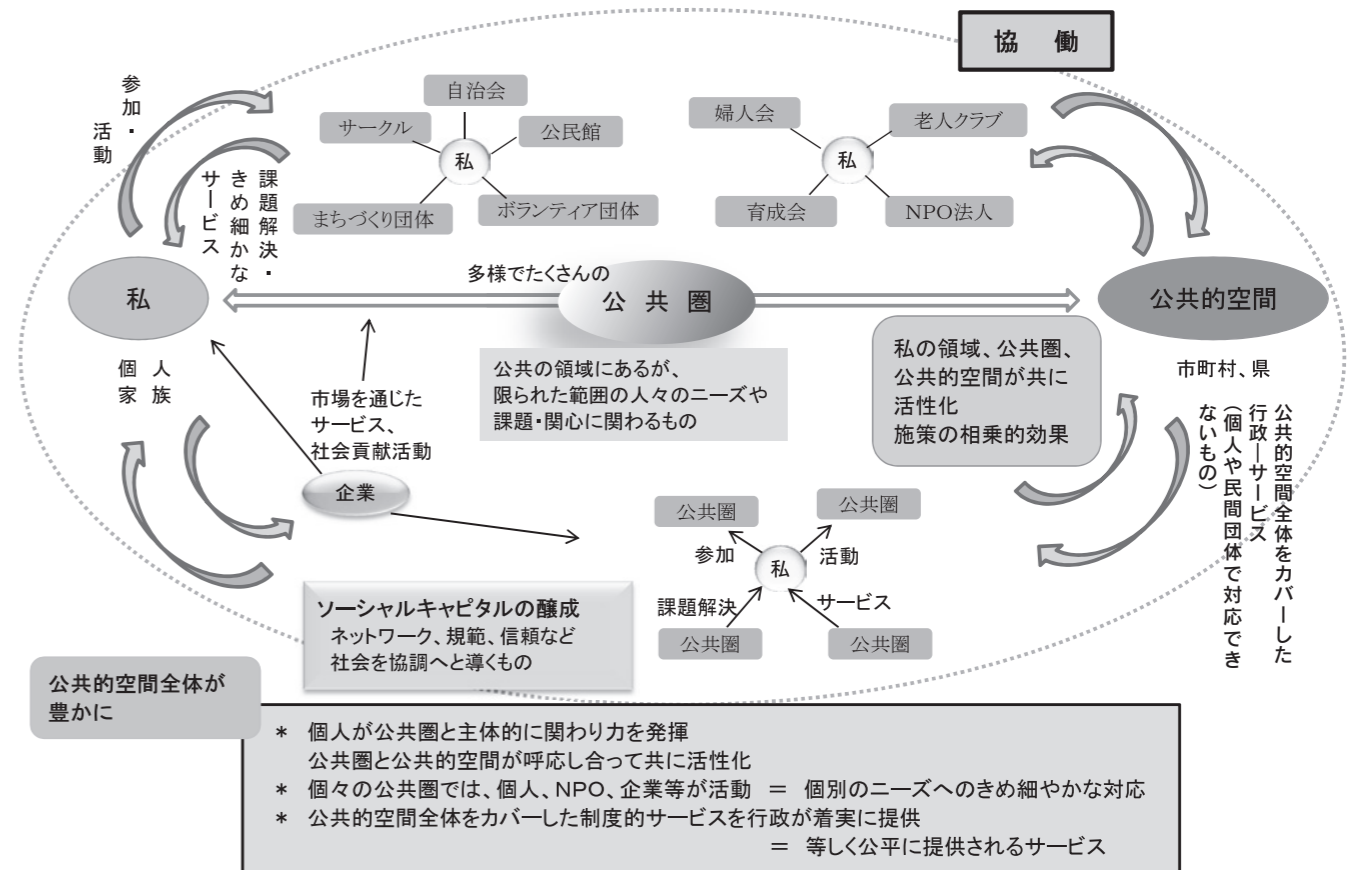 協　働
参加・
活動
課題解決・
きめ細かな
サービス
自治会
サークル
公民館
私
まちづくり団体
ボランティア団体
婦人会
老人クラブ
私
育成会
NPO法人
私
個　人
家　族
多様でたくさんの
公　共　圏
公共の領域にあるが、
限られた範囲の人々のニーズや
課題・関心に関わるもの
公共的空間
市町村、県
私の領域、公共圏、
公共的空間が共に
活性化
施策の相乗的効果
公共的空間全体をカバーした
行政―サービス
（個人や民間団体で対応でき
ないもの）
市場を通じた
サービス、
社会貢献活動
企業
公共圏
公共圏
参加
活動
私
課題解決
サービス
公共圏
公共圏
ソーシャルキャピタルの醸成
ネットワーク、規範、信頼など
社会を協調へと導くもの
公共的空間全体が
豊かに
＊　個人が公共圏と主体的に関わり力を発揮
公共圏と公共的空間が呼応し合って共に活性化
＊　個々の公共圏では、個人、NPO、企業等が活動　＝　個別のニーズへのきめ細やかな対応
＊　公共的空間全体をカバーした制度的サービスを行政が着実に提供
＝　等しく公平に提供されるサービス